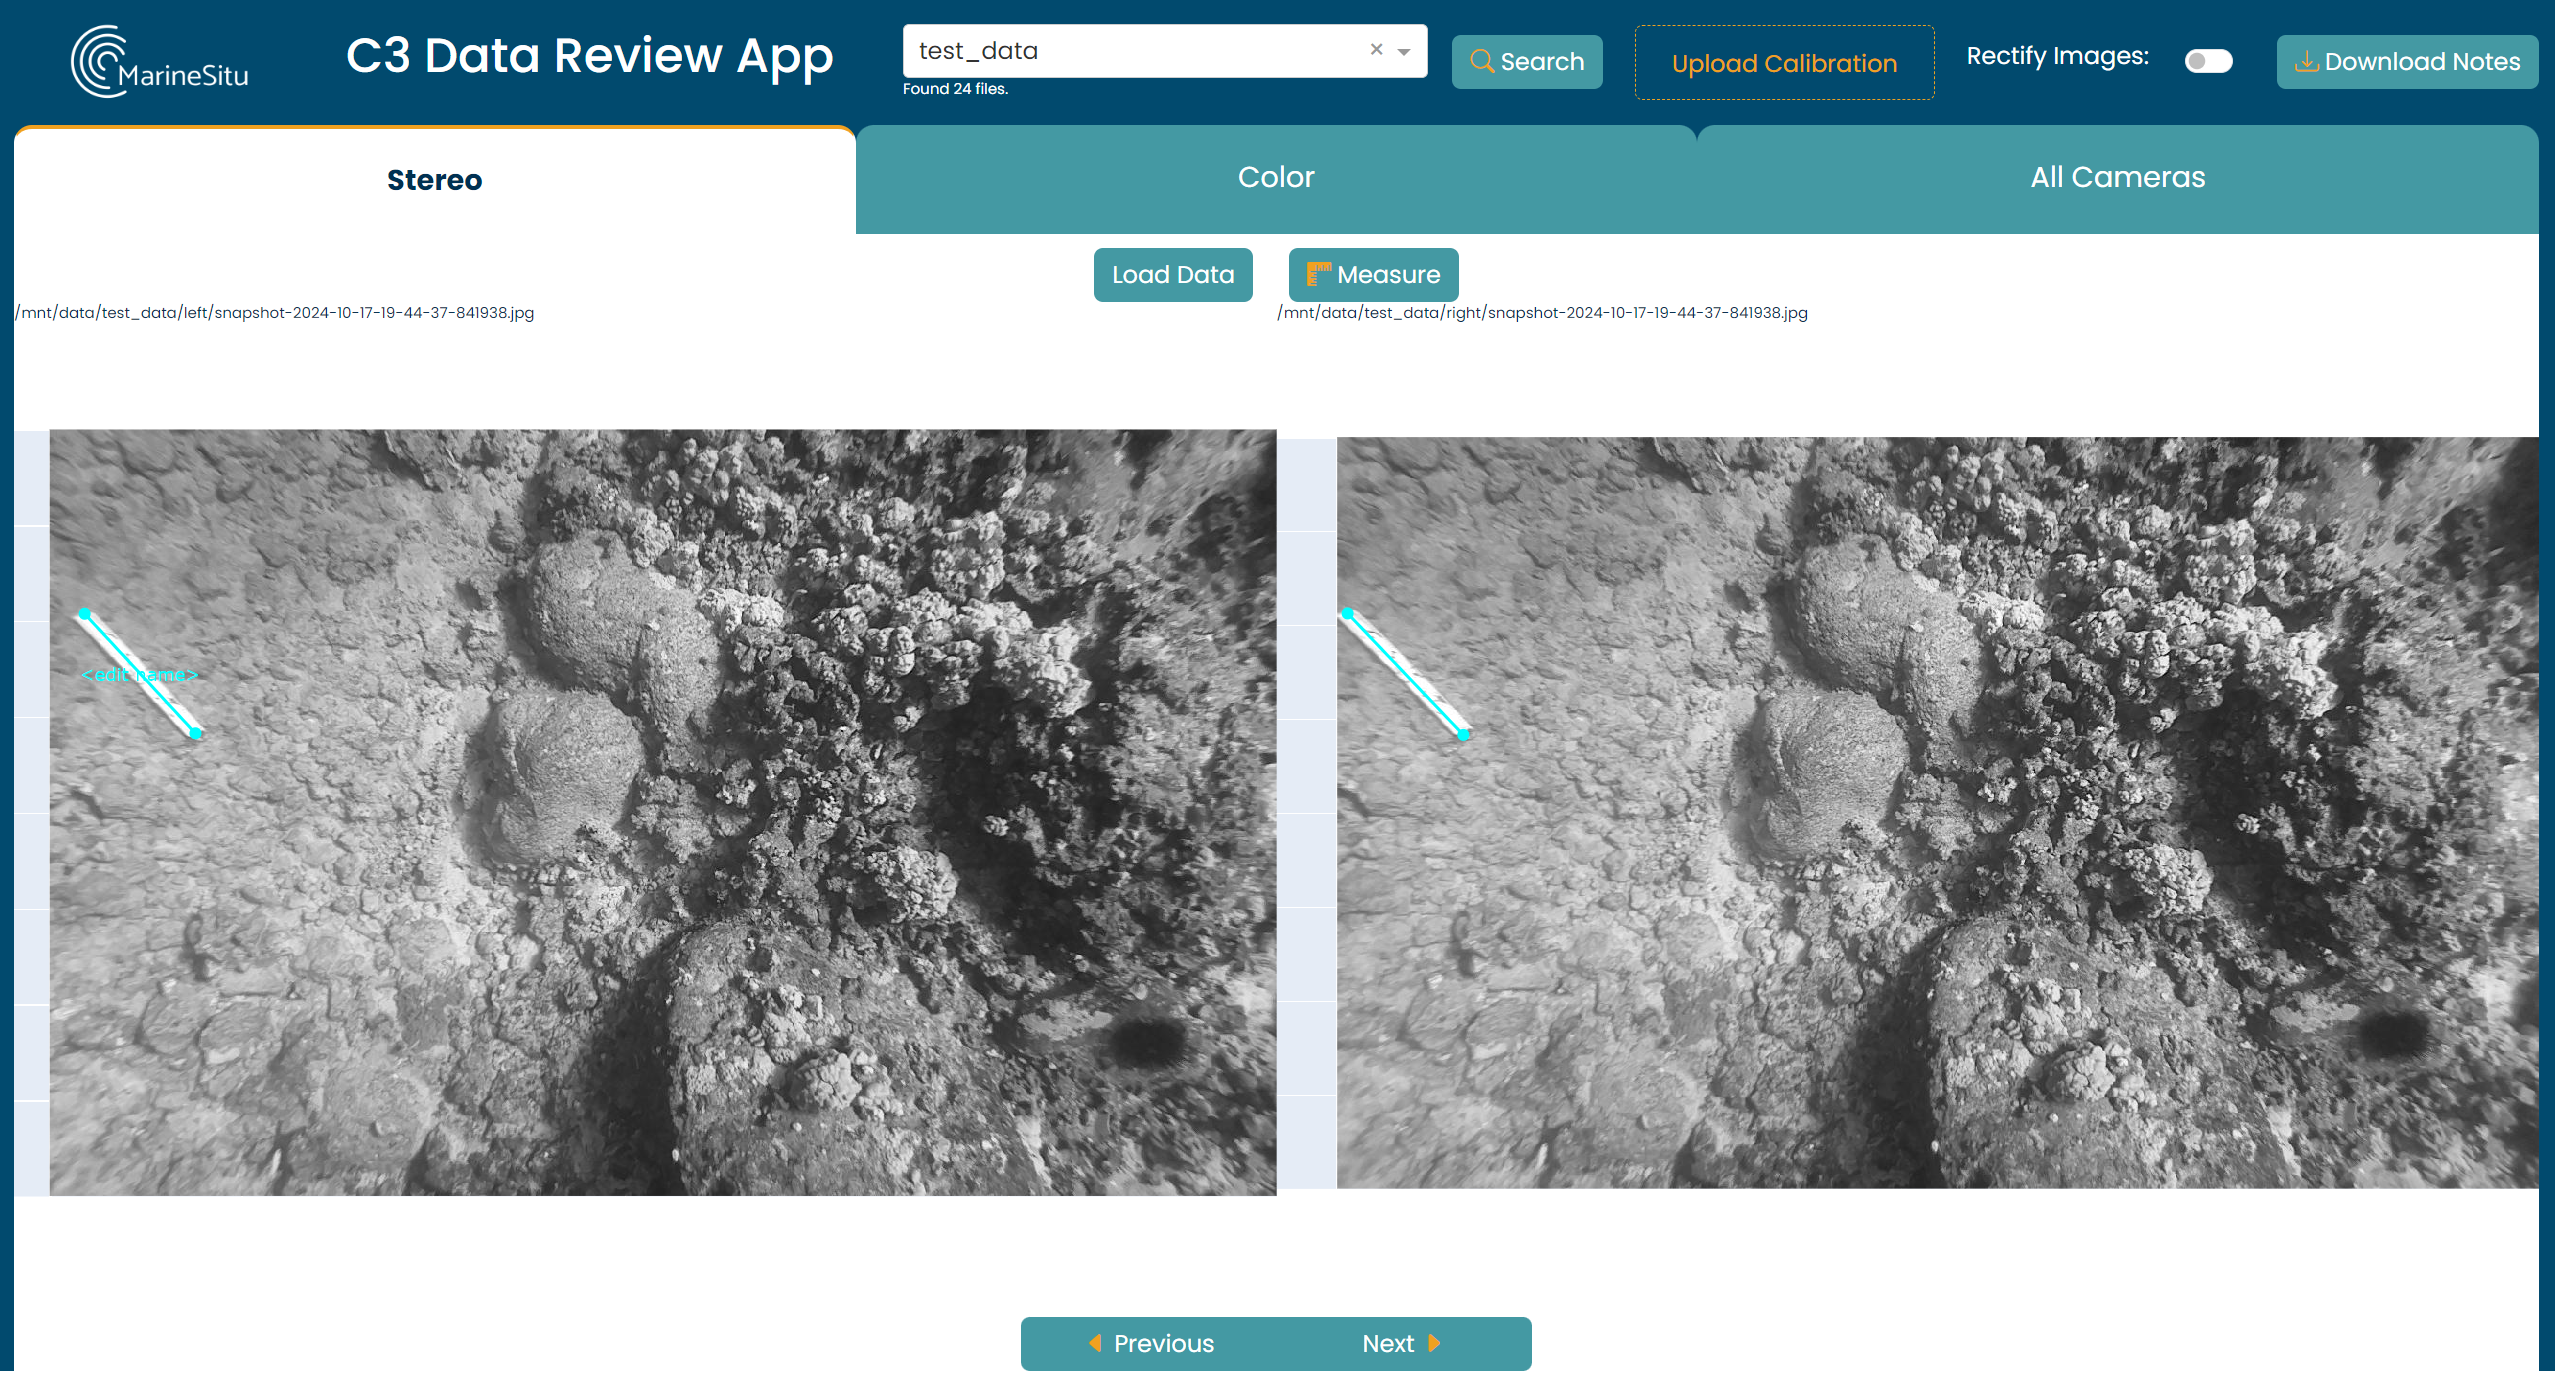 MarineSitu
C3 Data Review App
test_data
Found 24 files.
Search
Upload Calibration
Rectify Images:
Download Notes
Stereo
Color
All Cameras
Load Data
Measure
/mnt/data/test_data/left/snapshot-2024-10-17-19-44-37-841938.jpg
/mnt/data/test_data/right/snapshot-2024-10-17-19-44-37-841938.jpg
<edit name>
Previous
Next